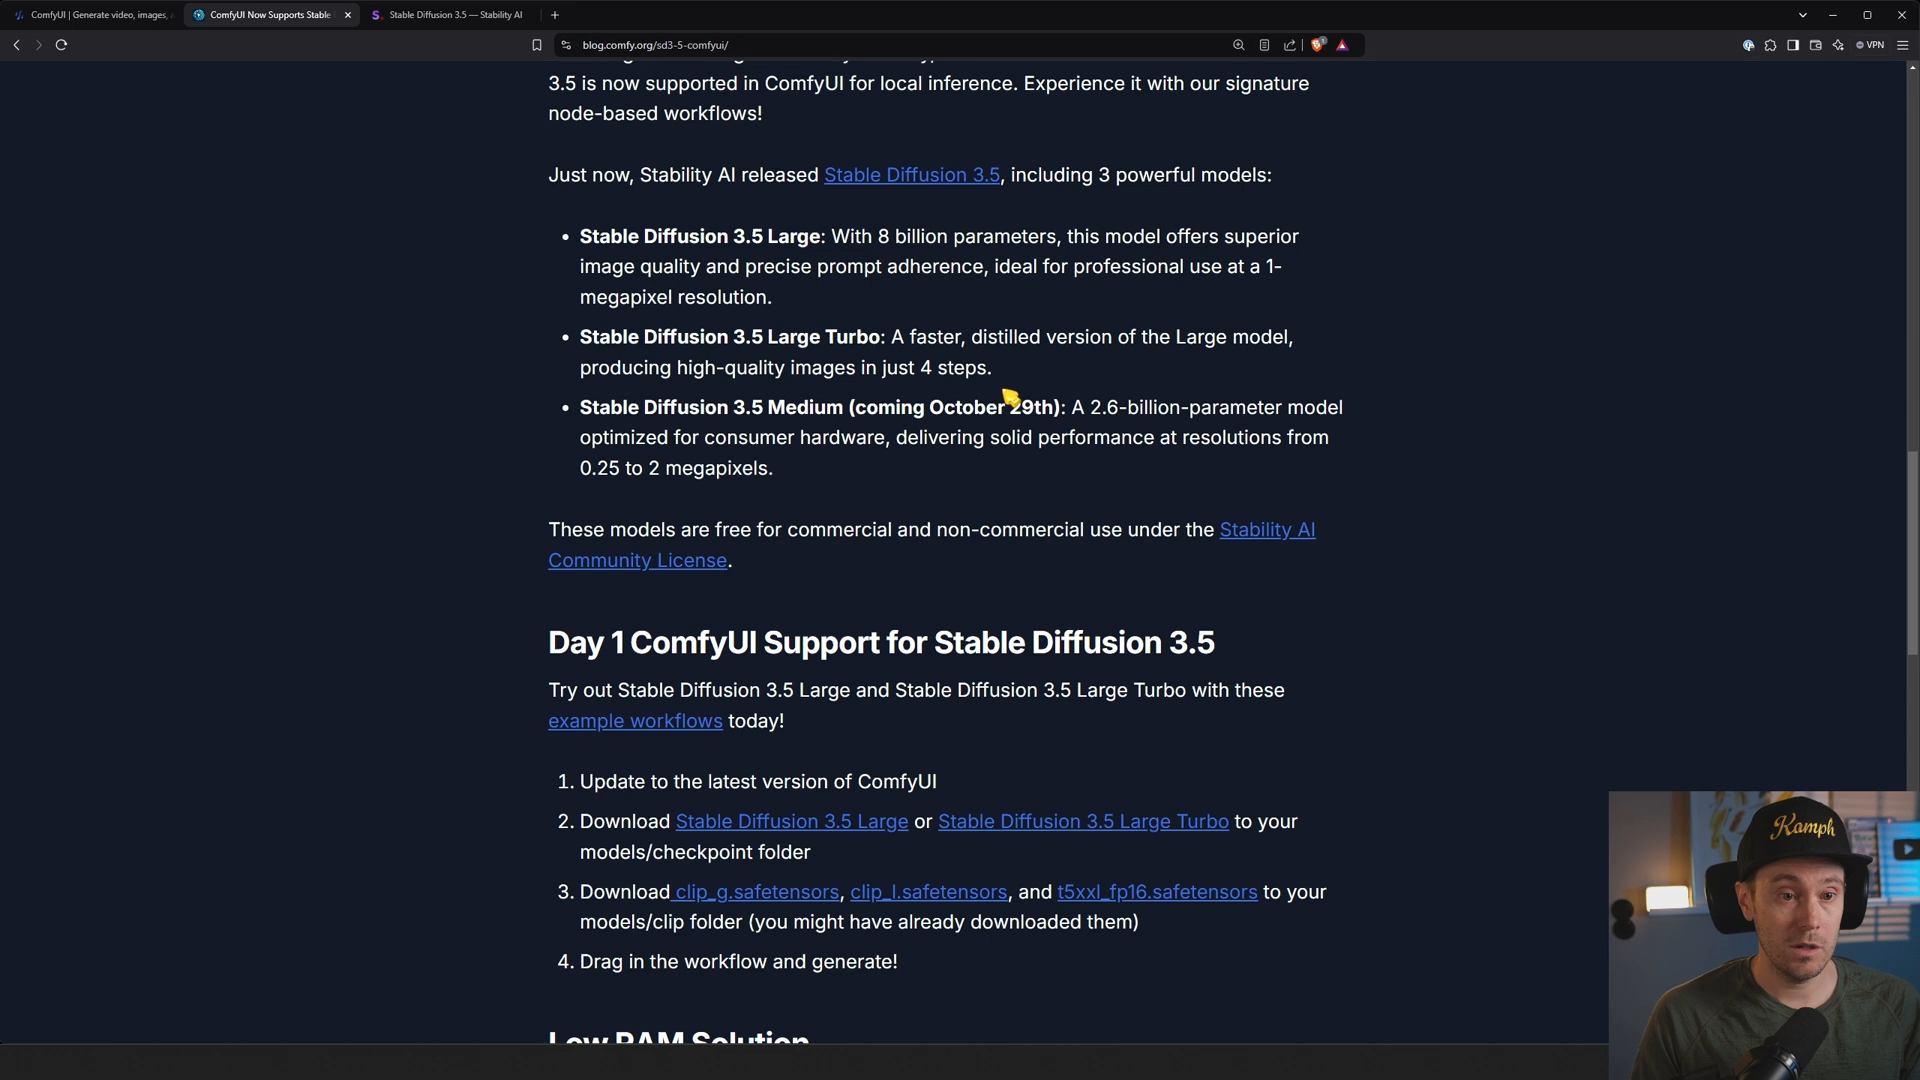 ComfyUI | Generate video, images,
ComfyUI Now Supports Stable
Stable Diffusion 3.5 — Stability AI
blog.comfy.org/sd3-5-comfyui/
VPN
3.5 is now supported in ComfyUI for local inference. Experience it with our signature
node-based workflows!
Just now, Stability AI released Stable Diffusion 3.5, including 3 powerful models:
• Stable Diffusion 3.5 Large: With 8 billion parameters, this model offers superior
image quality and precise prompt adherence, ideal for professional use at a 1-
megapixel resolution.
• Stable Diffusion 3.5 Large Turbo: A faster, distilled version of the Large model,
producing high-quality images in just 4 steps.
• Stable Diffusion 3.5 Medium (coming October 29th): A 2.6-billion-parameter model
optimized for consumer hardware, delivering solid performance at resolutions from
0.25 to 2 megapixels.
These models are free for commercial and non-commercial use under the Stability AI
Community License.
Day 1 ComfyUI Support for Stable Diffusion 3.5
Try out Stable Diffusion 3.5 Large and Stable Diffusion 3.5 Large Turbo with these
example workflows today!
1. Update to the latest version of ComfyUI
2. Download Stable Diffusion 3.5 Large or Stable Diffusion 3.5 Large Turbo to your
models/checkpoint folder
3. Download clip_g.safetensors, clip_l.safetensors, and t5xxl_fp16.safetensors to your
models/clip folder (you might have already downloaded them)
4. Drag in the workflow and generate!
Low RAM Solution
Kamph